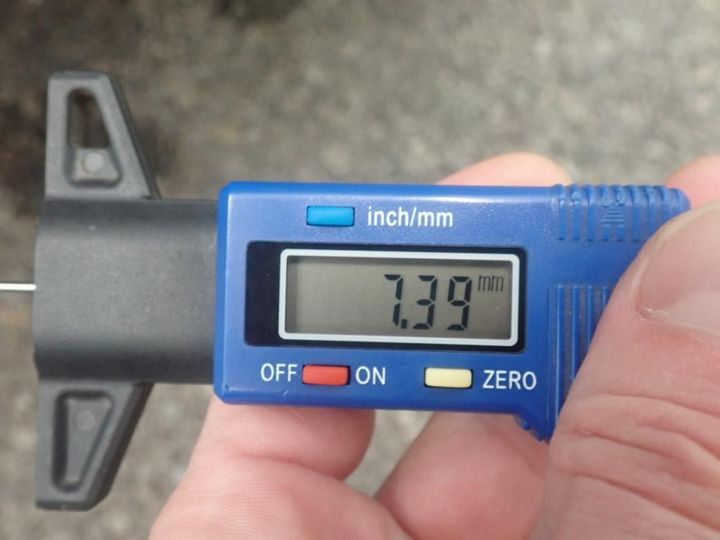 inch/mm
7.39 mm
OFF ON ZERO